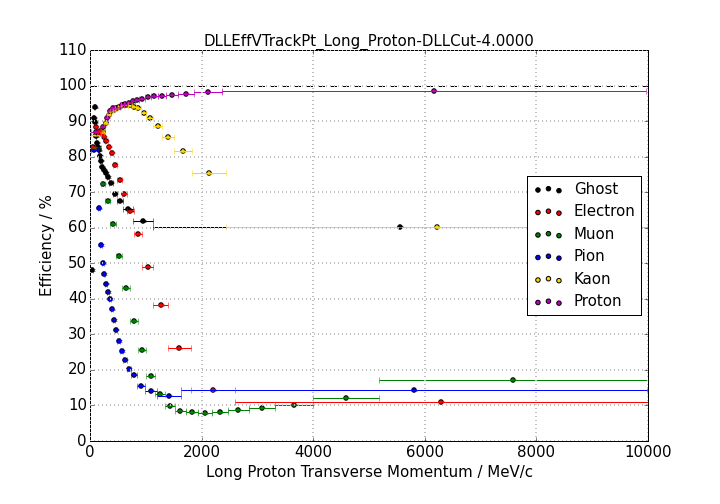 DLLEffVTrackPt_Long_Proton-DLLCut-4.0000
110
100
90
80
70
60
50
40
30
20
10
0
Efficiency / %
Ghost
Electron
Muon
Pion
Kaon
Proton
0 2000 4000 6000 8000 10000
Long Proton Transverse Momentum / MeV/c